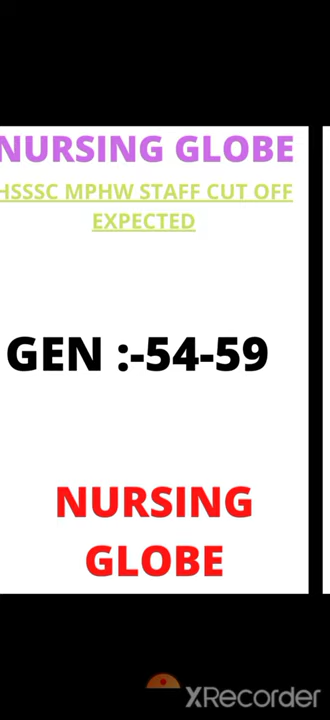 NURSING GLOBE
HSSSC MPHW STAFF CUT OFF
EXPECTED
GEN :-54-59
NURSING
GLOBE
XRecorder